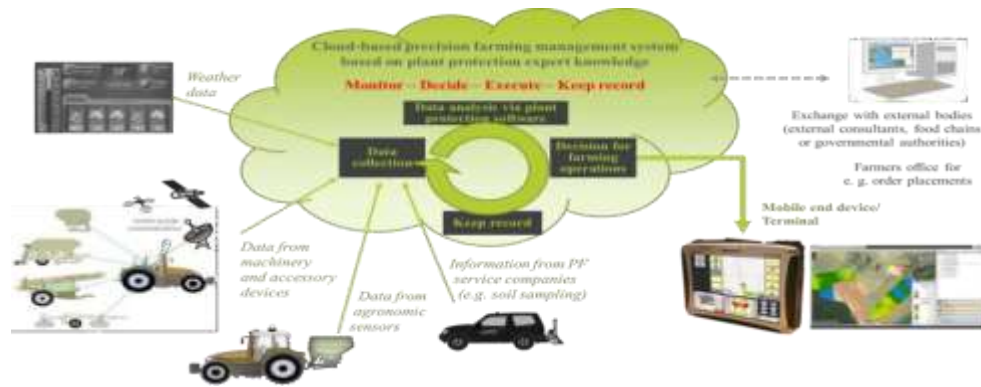 Cloud-based precision farming management system
based on plant protection expert knowledge
Monitor – Decide – Execute – Keep record
Weather
data
Data analysis via plant
protection software
Data
collection
Decision for
farming
operations
Keep record
Exchange with external bodies
(external consultants, food chains
or governmental authorities)
Farmers office for
e. g. order placements
Mobile end device/
Terminal
Data from
machinery
and accessory
devices
Data from
agronomic
sensors
Information from PF
service companies
(e.g. soil sampling)